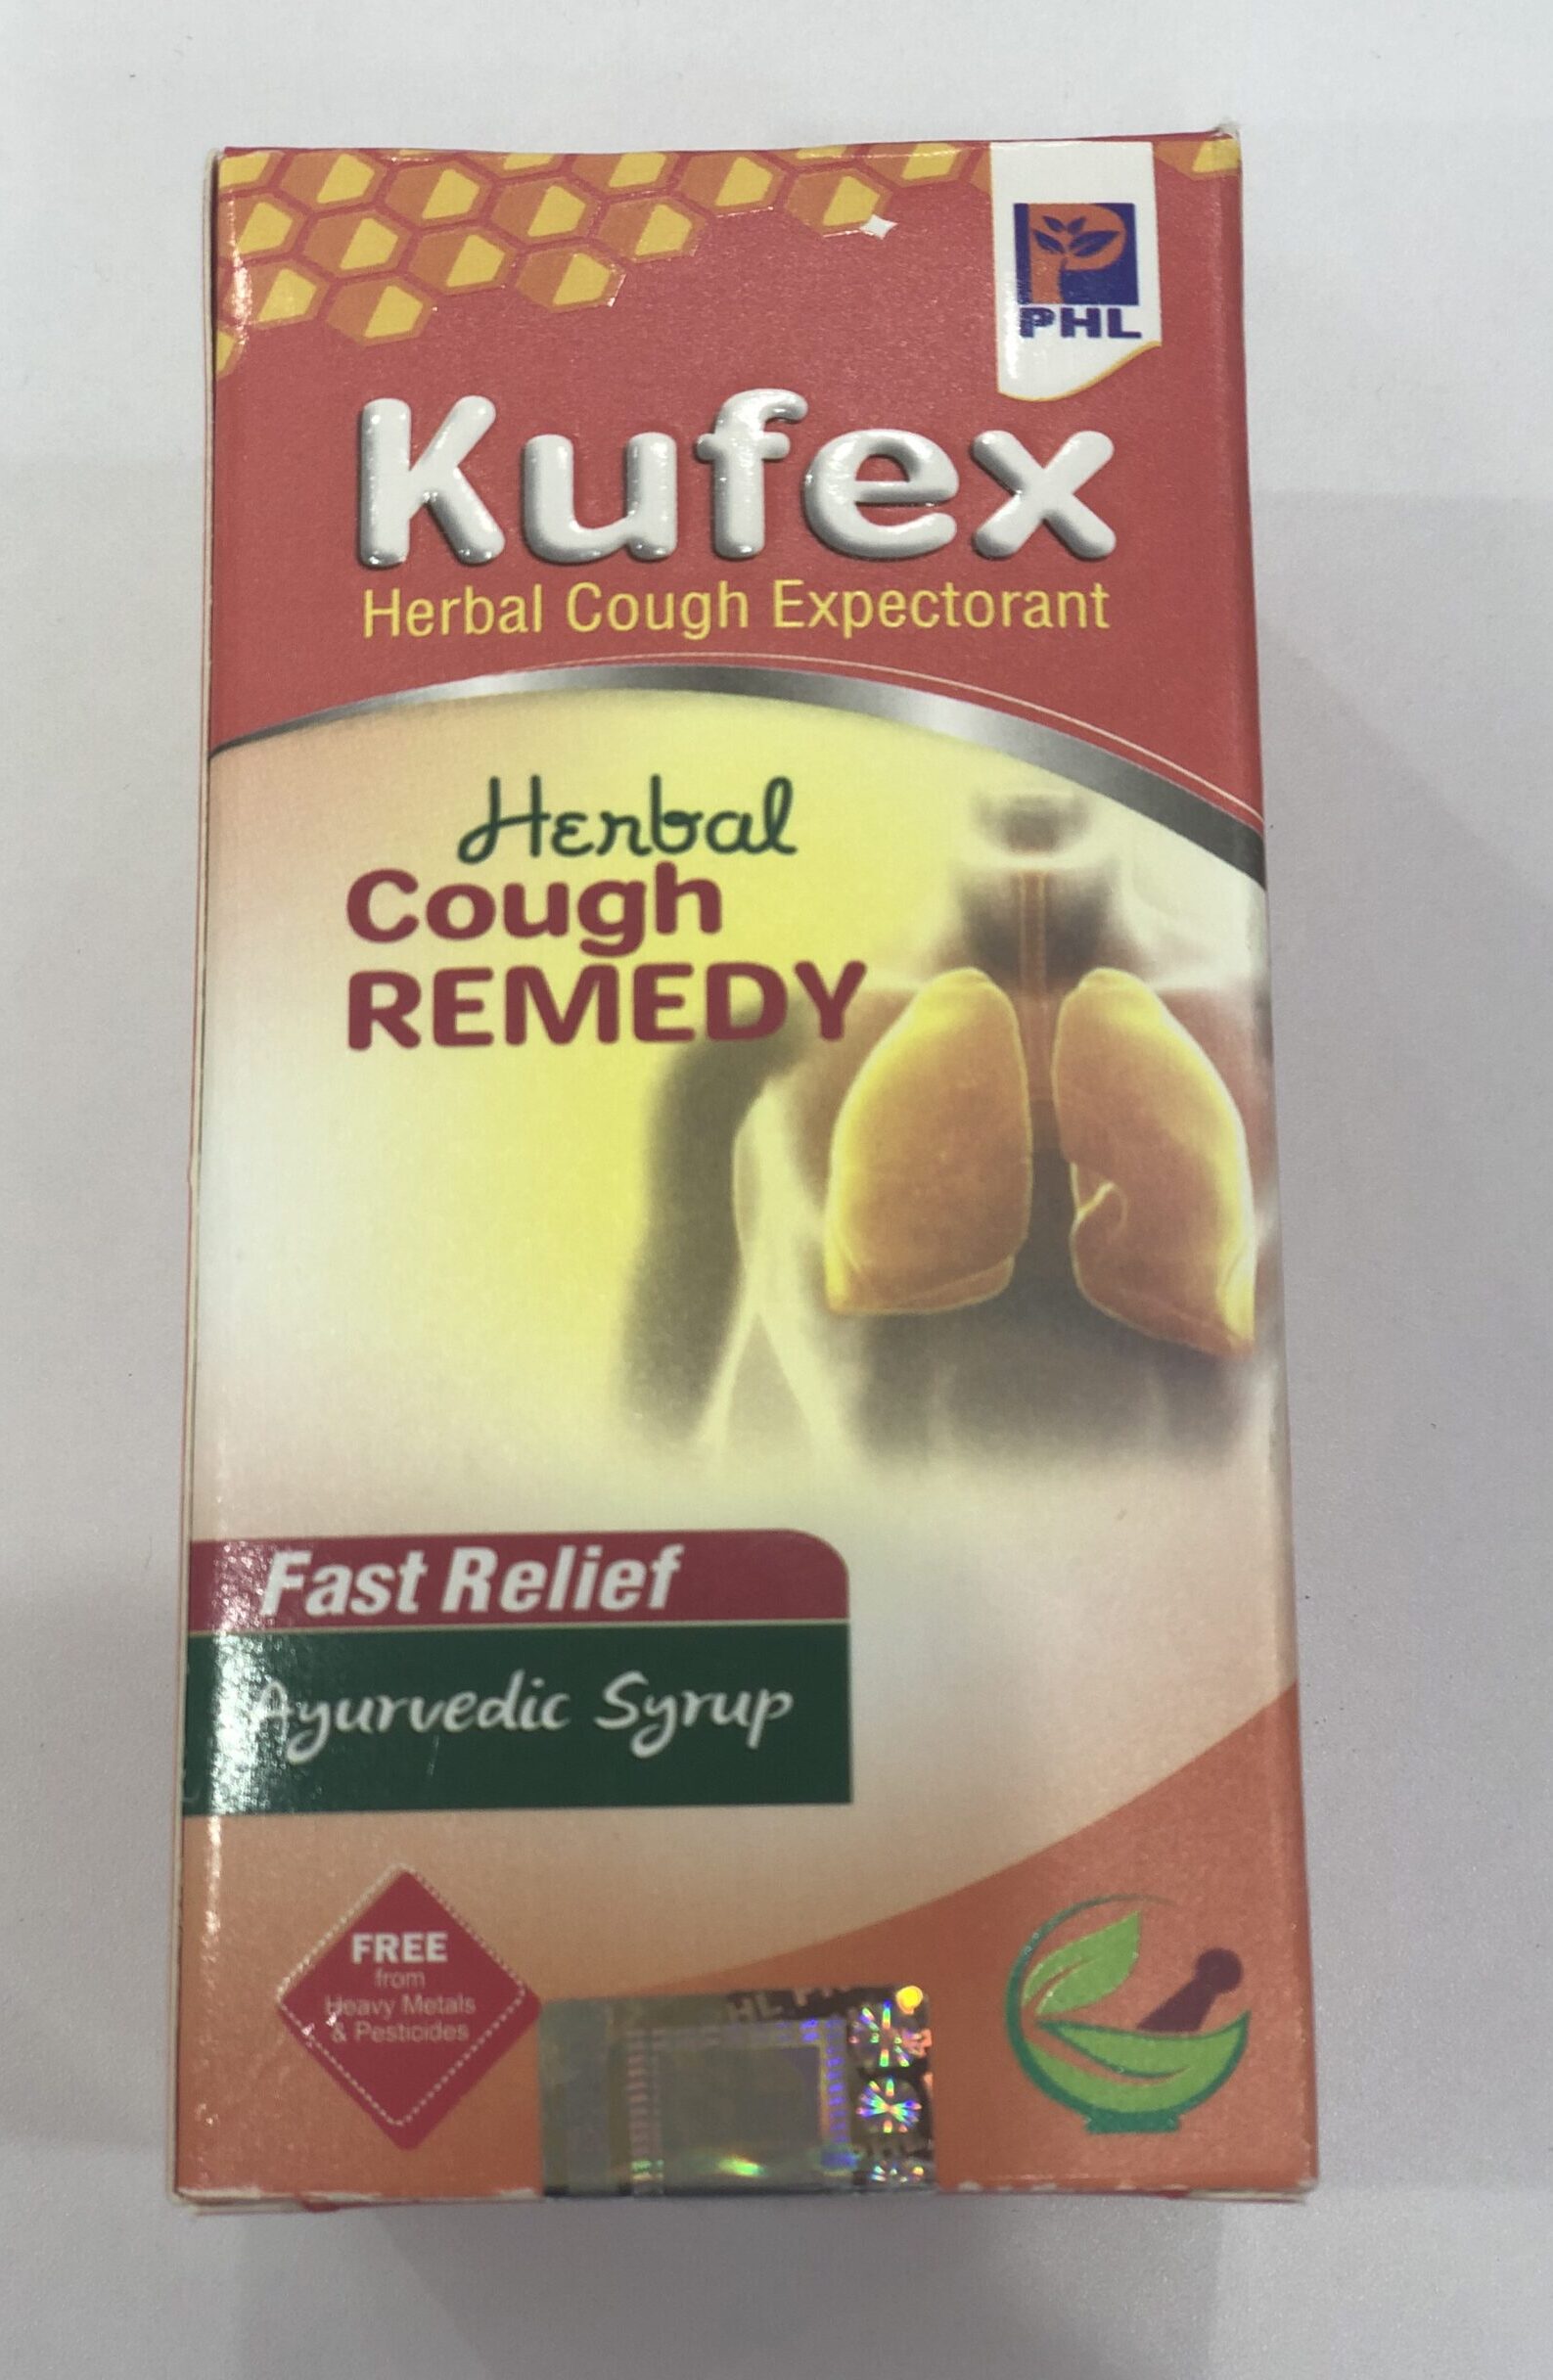 PHL
Kufex
Herbal Cough Expectorant
Herbal
Cough
REMEDY
Fast Relief
Ayurvedic Syrup
FREE
from
Heavy Metals
& Pesticides